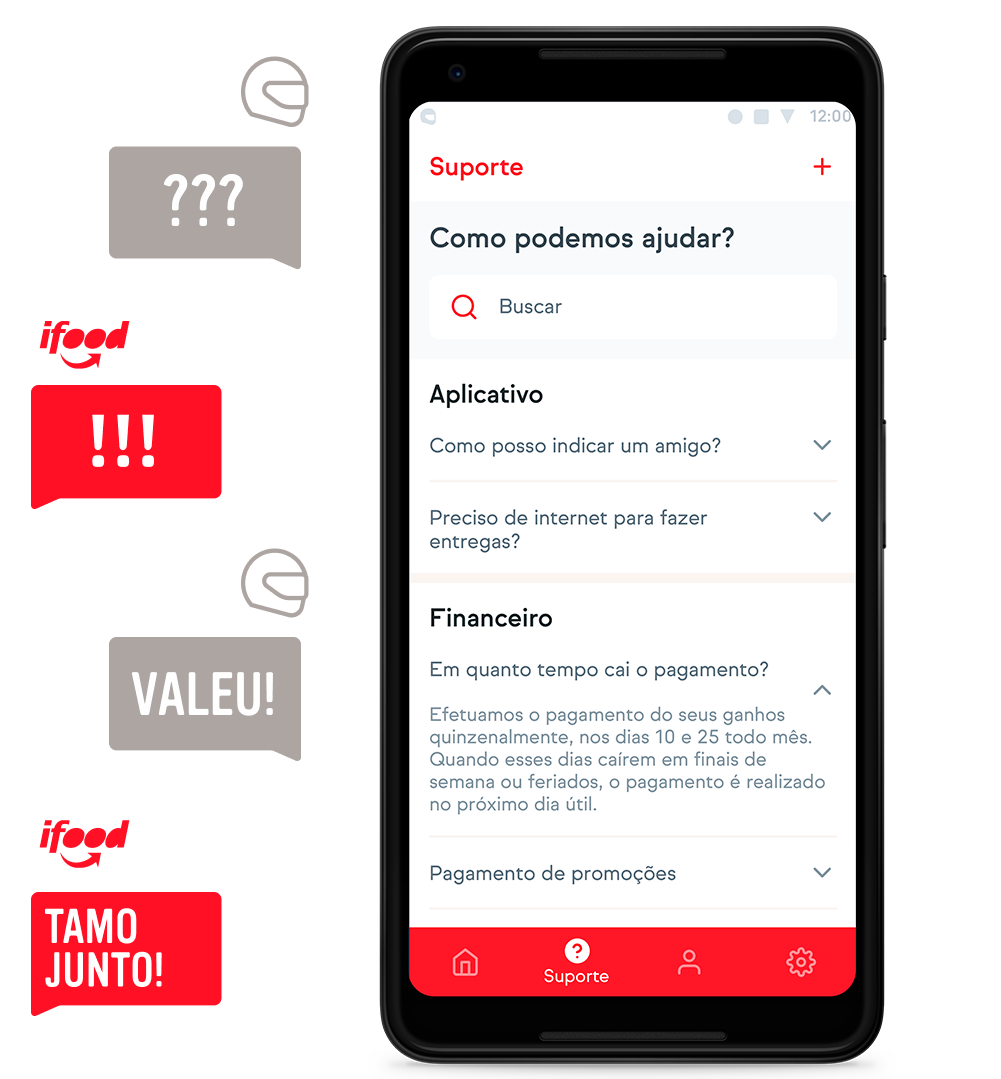 ???
ifood
!!!
VALEU!
ifood
TAMO
JUNTO!
12:00
Suporte
+
Como podemos ajudar?
Buscar
Aplicativo
Como posso indicar um amigo?
Preciso de internet para fazer
entregas?
Financeiro
Em quanto tempo cai o pagamento?
Efetuamos o pagamento do seus ganhos
quinzenalmente, nos dias 10 e 25 todo mês.
Quando esses dias caírem em finais de
semana ou feriados, o pagamento é realizado
no próximo dia útil.
Pagamento de promoções
?
Suporte